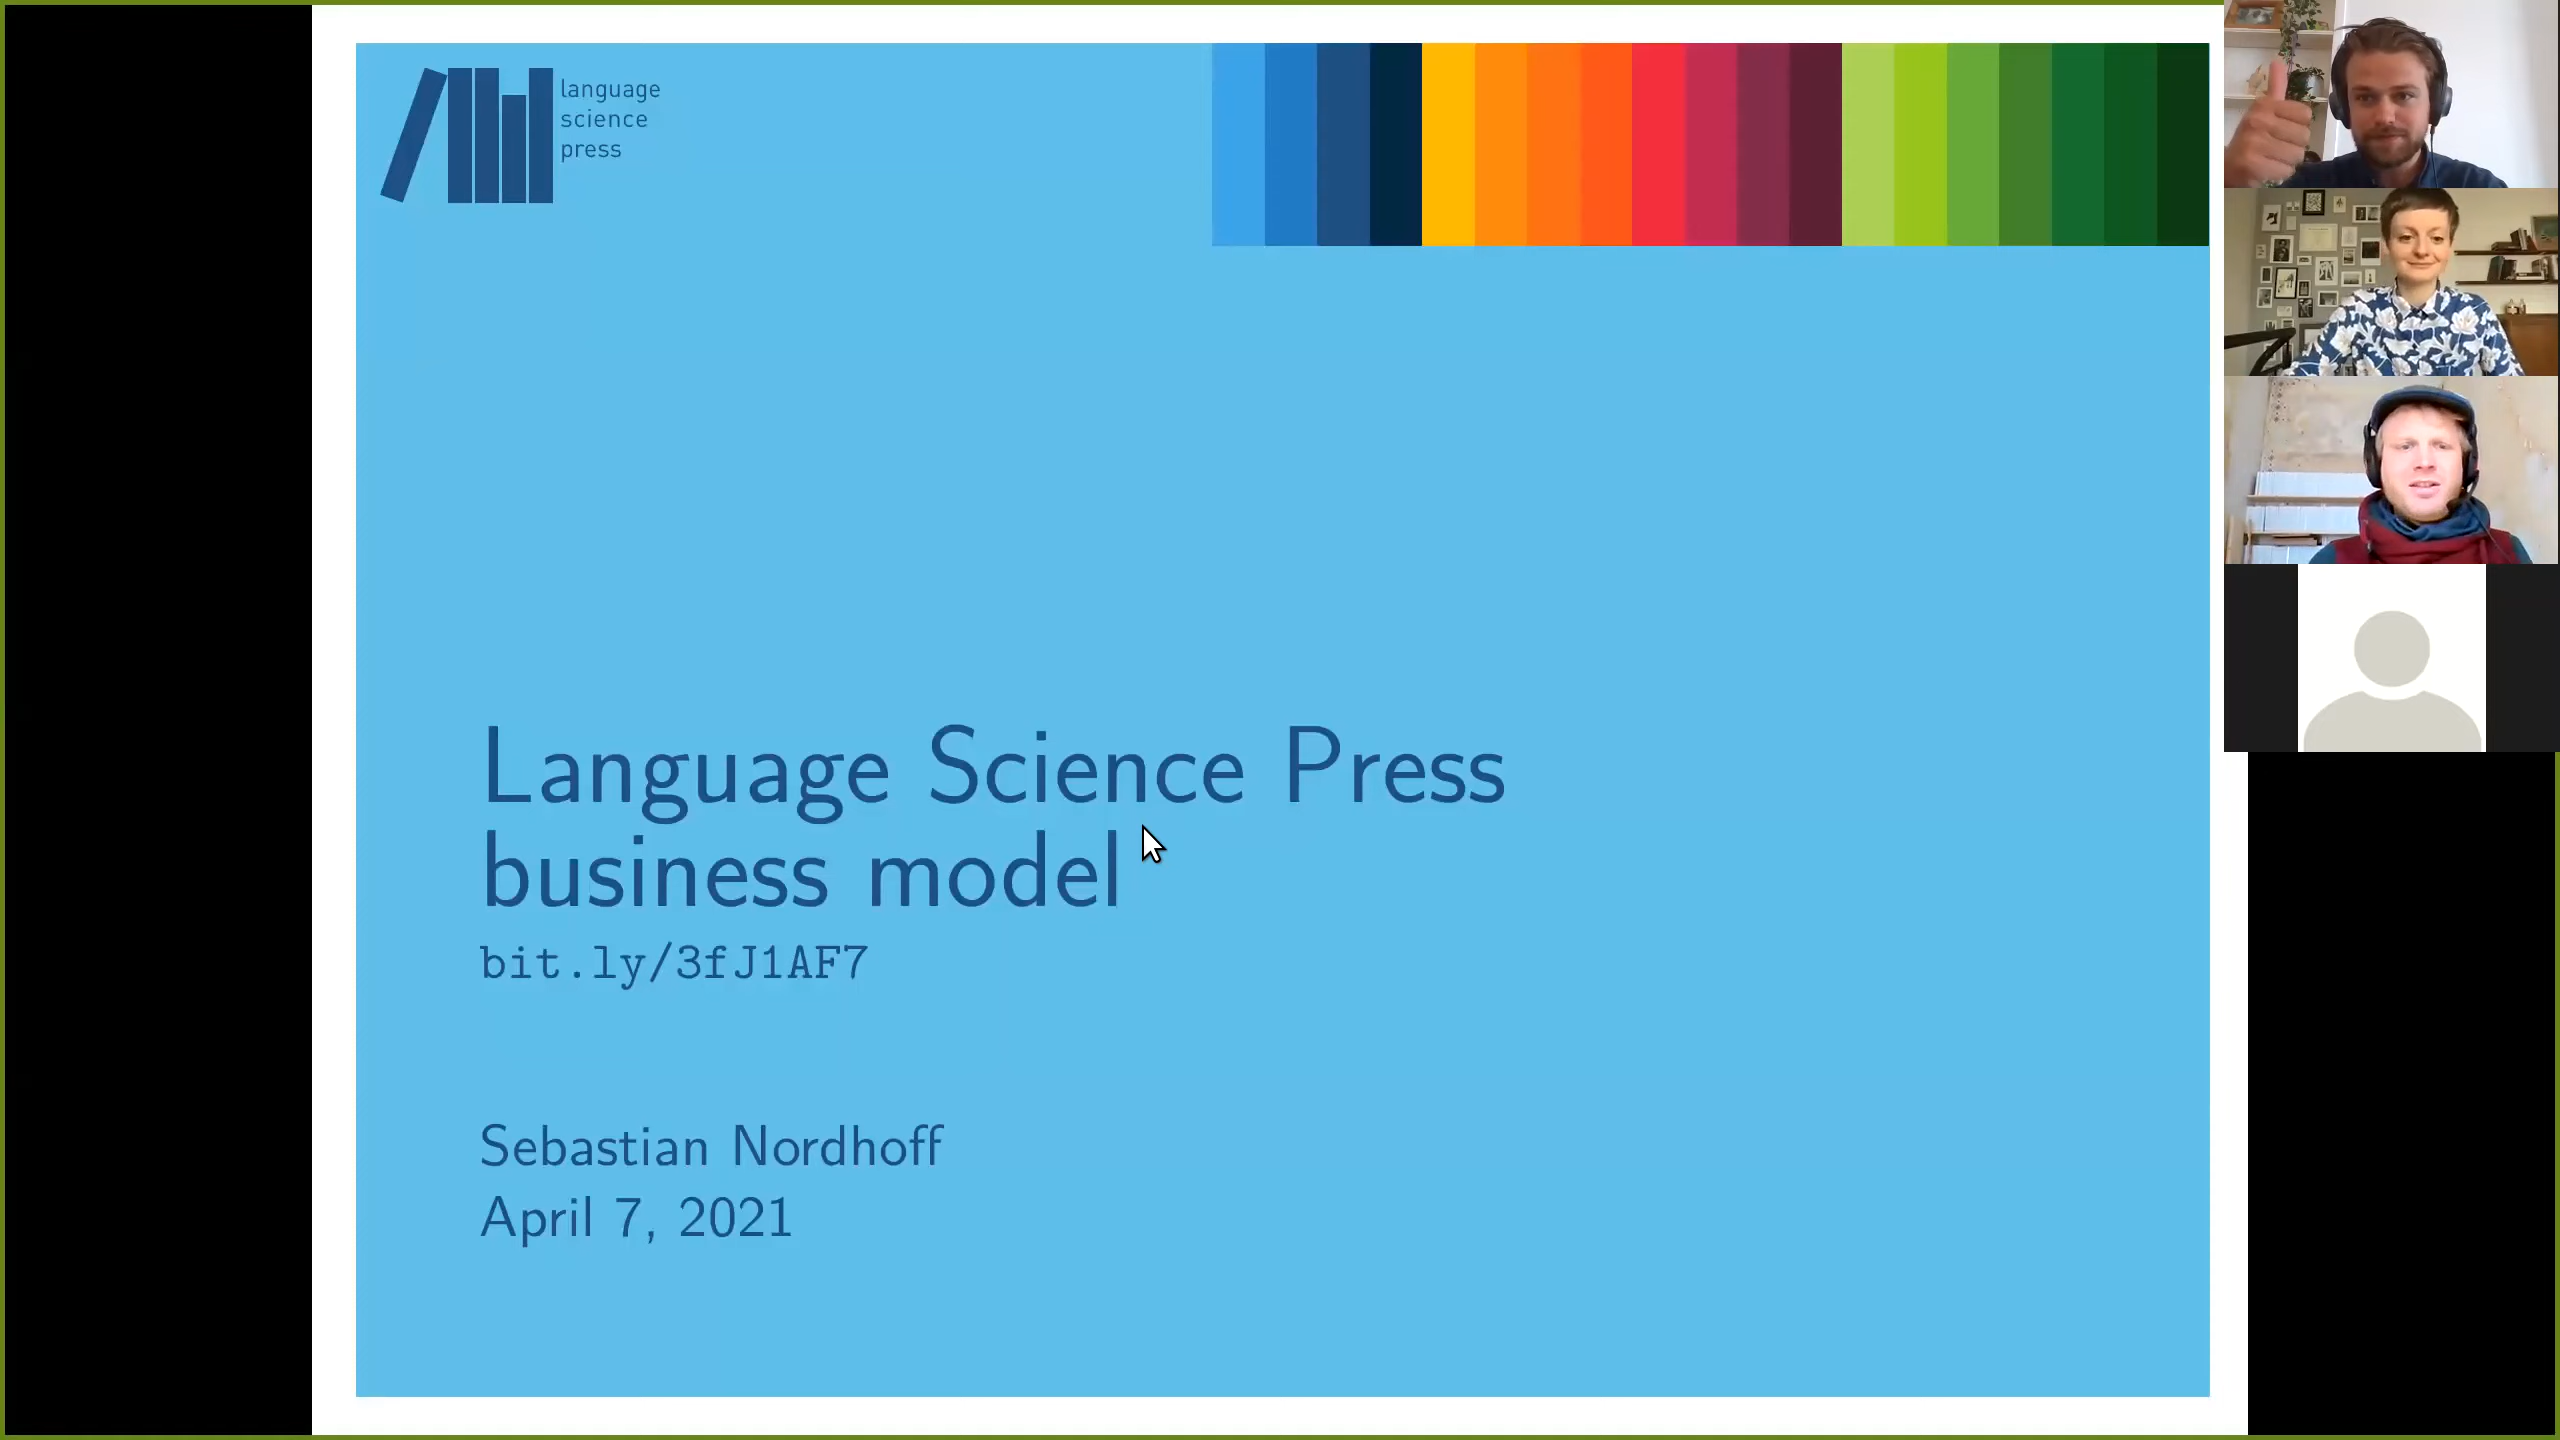 language
science
press
Language Science Press
business model
bit.ly/3fJ1AF7
Sebastian Nordhoff
April 7, 2021